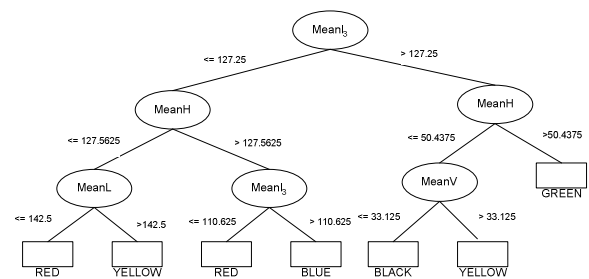 MeanI3
<= 127.25
> 127.25
MeanH
MeanH
<= 127.5625
> 127.5625
<= 50.4375
>50.4375
MeanL
MeanI3
MeanV
GREEN
<= 142.5
>142.5
<= 110.625
> 110.625
<= 33.125
> 33.125
RED
YELLOW
RED
BLUE
BLACK
YELLOW